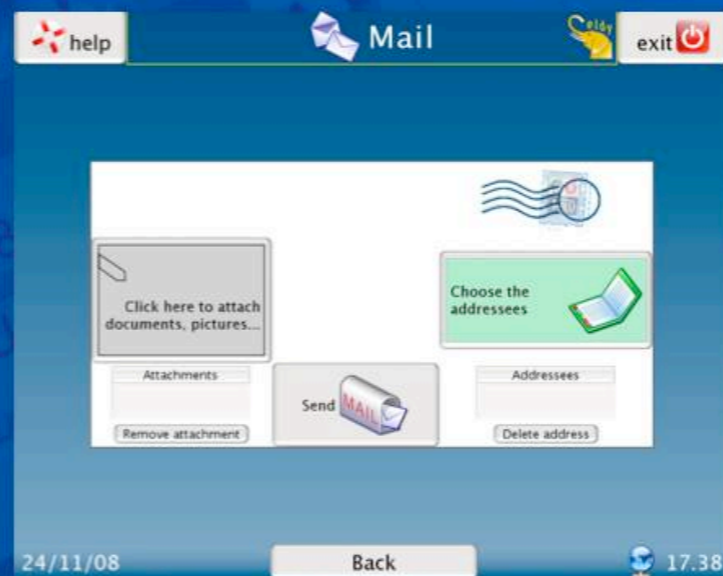 help
Mail
eldy
exit
Click here to attach
documents, pictures...
Choose the
addressees
Attachments
Send
MAIL
Addressees
Remove attachment
Delete address
24/11/08
Back
17.38